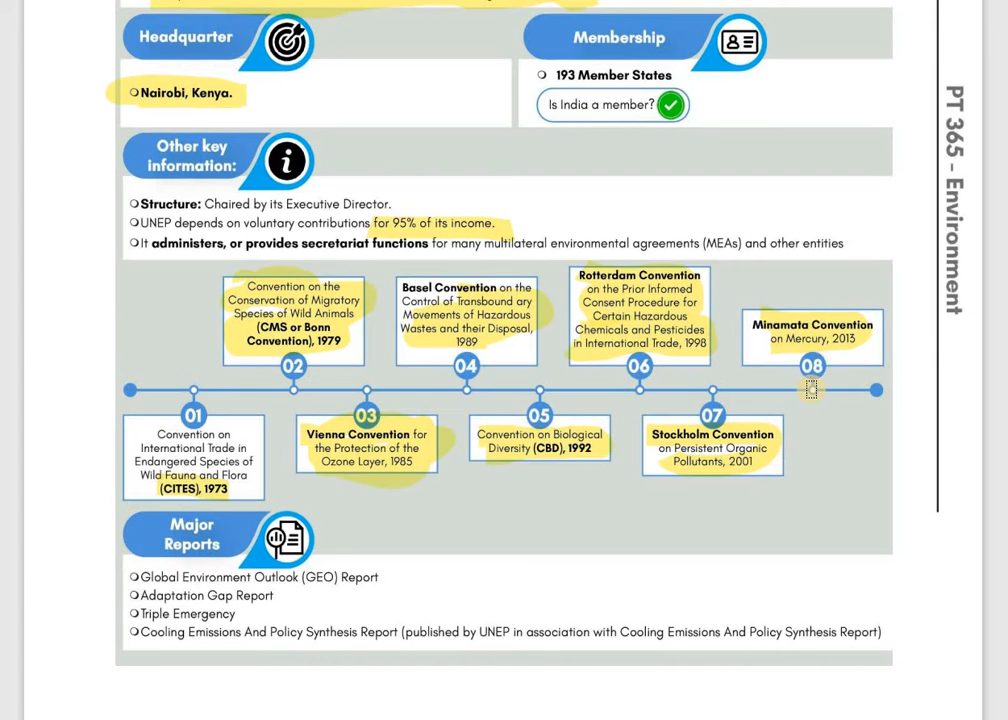 Headquarter
Membership
Nairobi, Kenya.
193 Member States
Is India a member?
Other key
information:
Structure: Chaired by its Executive Director.
UNEP depends on voluntary contributions for 95% of its income.
It administers, or provides secretariat functions for many multilateral environmental agreements (MEAs) and other entities
Convention on the
Conservation of Migratory
Species of Wild Animals
(CMS or Bonn
Convention), 1979
02
Basel Convention on the
Control of Transbound ary
Movements of Hazardous
Wastes and their Disposal,
1989
04
Rotterdam Convention
on the Prior Informed
Consent Procedure for
Certain Hazardous
Chemicals and Pesticides
in International Trade, 1998
06
Minamata Convention
on Mercury, 2013
08
01
Convention on
International Trade in
Endangered Species of
Wild Fauna and Flora
(CITES), 1973
03
Vienna Convention for
the Protection of the
Ozone Layer, 1985
05
Convention on Biological
Diversity (CBD), 1992
07
Stockholm Convention
on Persistent Organic
Pollutants, 2001
Major
Reports
Global Environment Outlook (GEO) Report
Adaptation Gap Report
Triple Emergency
Cooling Emissions And Policy Synthesis Report (published by UNEP in association with Cooling Emissions And Policy Synthesis Report)
PT 365 - Environment